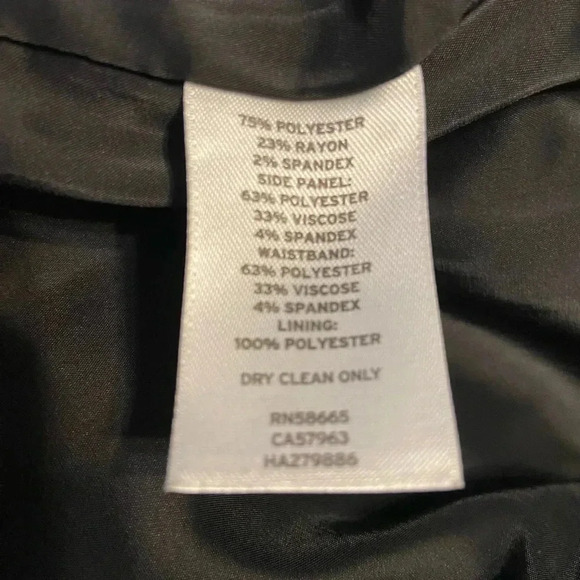 75% POLYESTER
23% RAYON
2% SPANDEX
SIDE PANEL:
63% POLYESTER
33% VISCOSE
4% SPANDEX
WAISTBAND:
63% POLYESTER
33% VISCOSE
4% SPANDEX
LINING:
100% POLYESTER
DRY CLEAN ONLY
RN58665
CA57963
HA279886